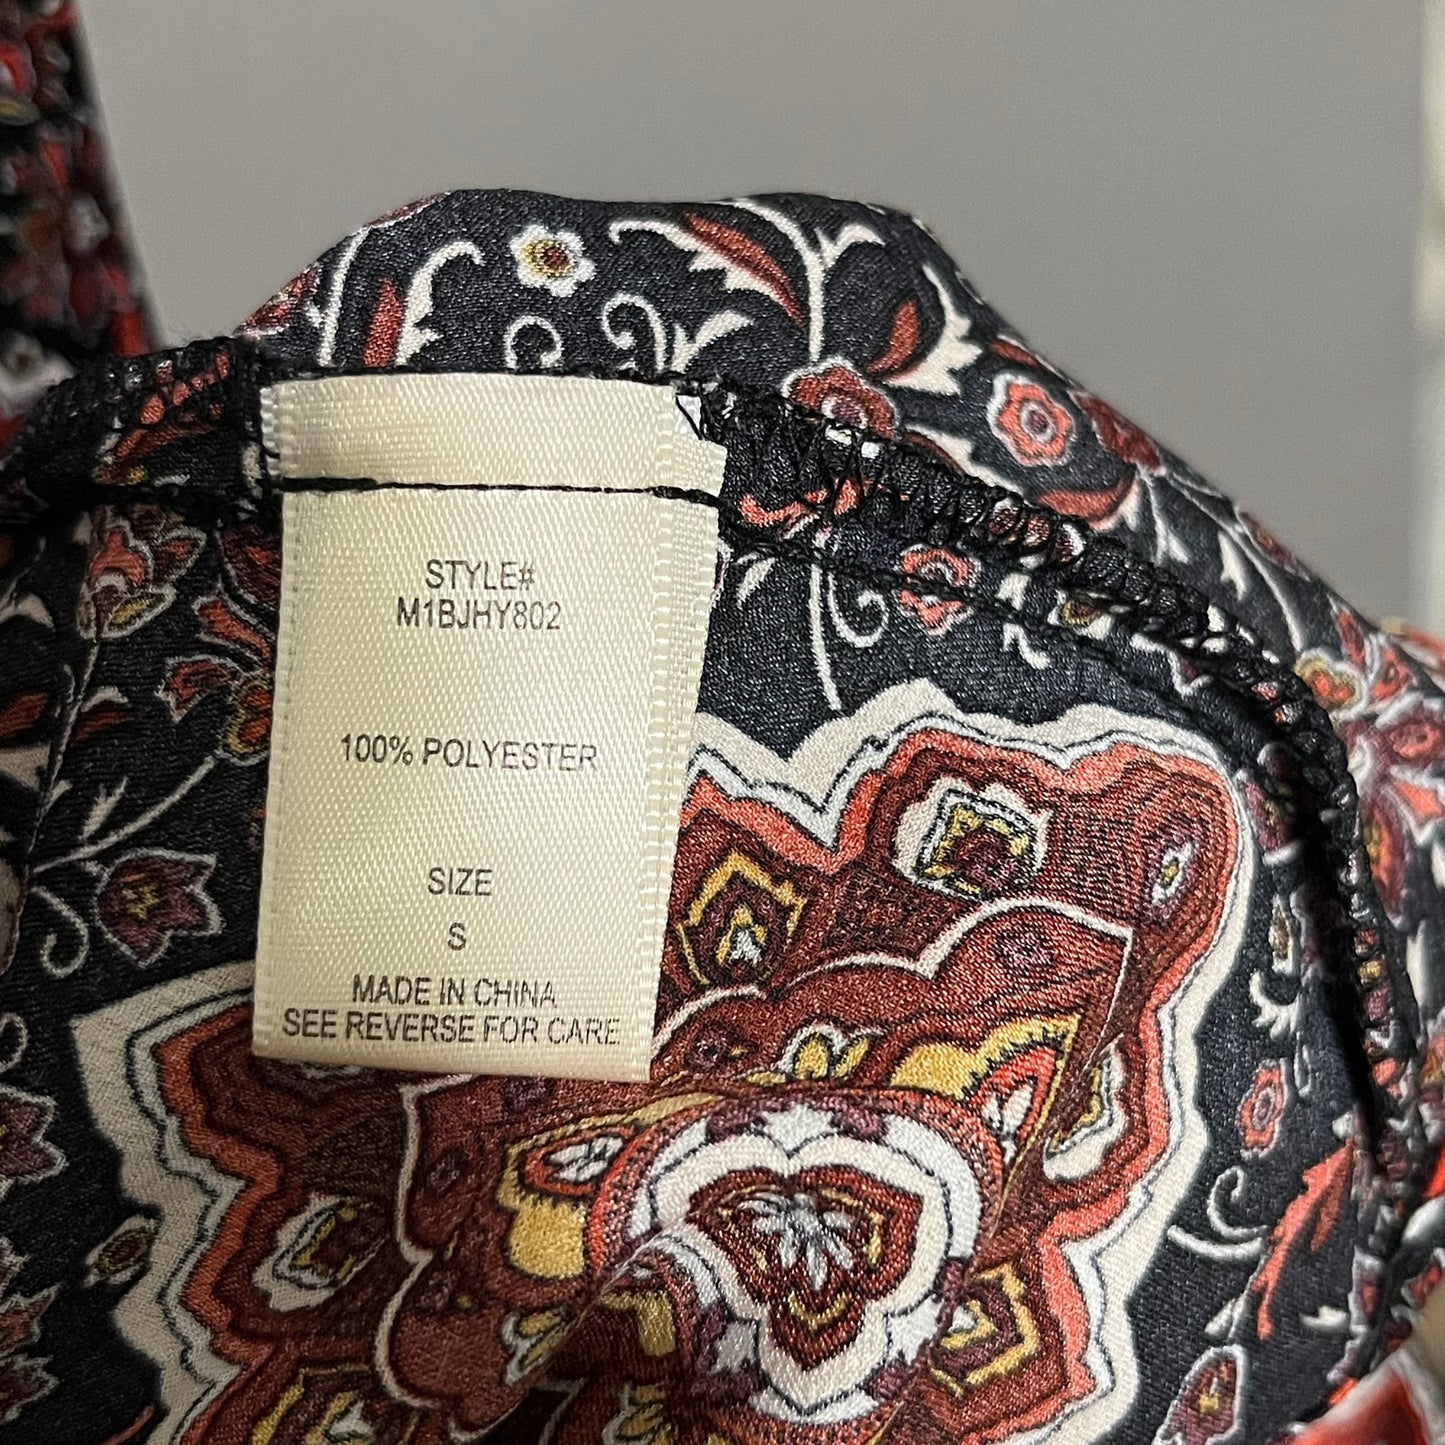 STYLE#
M1BJHY802
100% POLYESTER
SIZE
S
MADE IN CHINA
SEE REVERSE FOR CARE